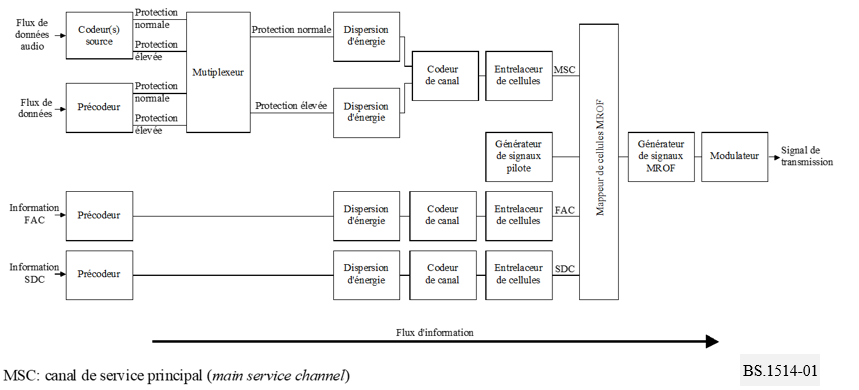 Flux de
données
audio
Codeur(s)
source
Protection
normale
Protection
élevée
Mutiplexeur
Protection normale
Dispersion
d'énergie
Codeur
de canal
Entrelaceur
de cellules
MSC
Mappeur de cellules MROF
Flux de
données
Précodeur
Protection
normale
Protection
élevée
Protection élevée
Dispersion
d'énergie
Générateur
de signaux
pilote
Générateur
de signaux
MROF
Modulateur
Signal de
transmission
Information
FAC
Précodeur
Dispersion
d'énergie
Codeur
de canal
Entrelaceur
de cellules
FAC
Information
SDC
Précodeur
Dispersion
d'énergie
Codeur
de canal
Entrelaceur
de cellules
SDC
Flux d'information
MSC: canal de service principal (main service channel)
BS.1514-01